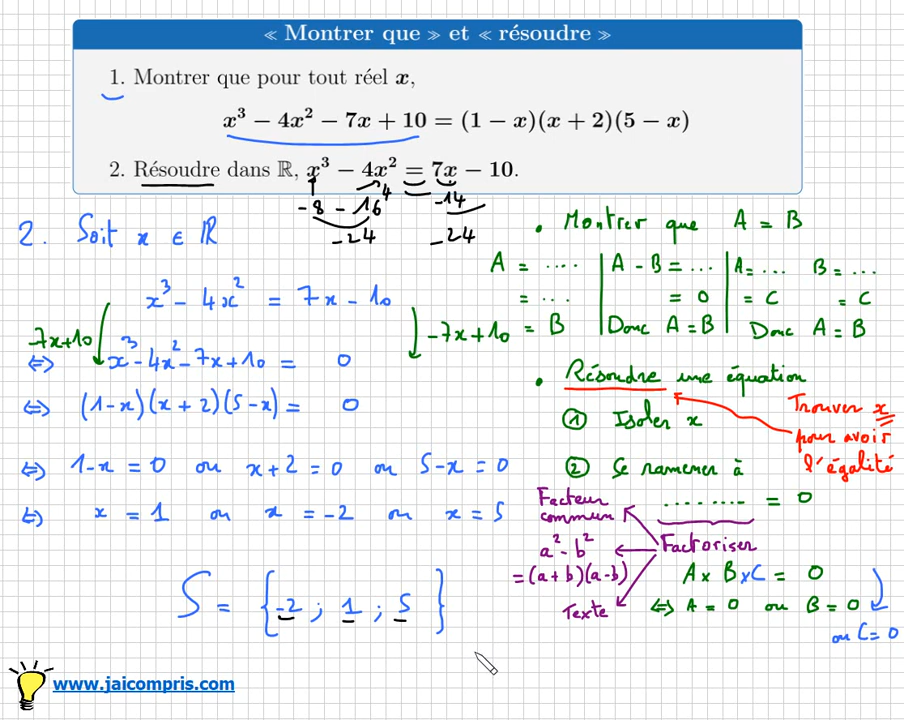 « Montrer que » et « résoudre »
1. Montrer que pour tout réel x,
x³ − 4x² − 7x + 10 = (1 − x)(x + 2)(5 − x)
2. Résoudre dans ℝ, x³ − 4x² = 7x − 10.
-8 - 16 4 -14
-24 -24
2. Soit x ∈ ℝ
x³ - 4x² = 7x - 10
-7x+10 -7x+10
⇔ x³ - 4x² - 7x + 10 = 0
⇔ (1-x)(x+2)(5-x) = 0
⇔ 1-x = 0 ou x+2 = 0 ou 5-x = 0
⇔ x = 1 ou x = -2 ou x = 5
S = { -2 ; 1 ; 5 }
• Montrer que A = B
A = .... | A - B = ... | A = ... B = ...
= ... | = 0 | = C = C
= B | Donc A = B | Donc A = B
• Résoudre une équation
① Isoler x
Trouver x
pour avoir
l'égalité
② Se ramener à
......... = 0
Factoriser
Facteur
commun
a² - b²
= (a+b)(a-b)
Texte
A x B x C = 0
⇔ A = 0 ou B = 0
ou C = 0
www.jaicompris.com